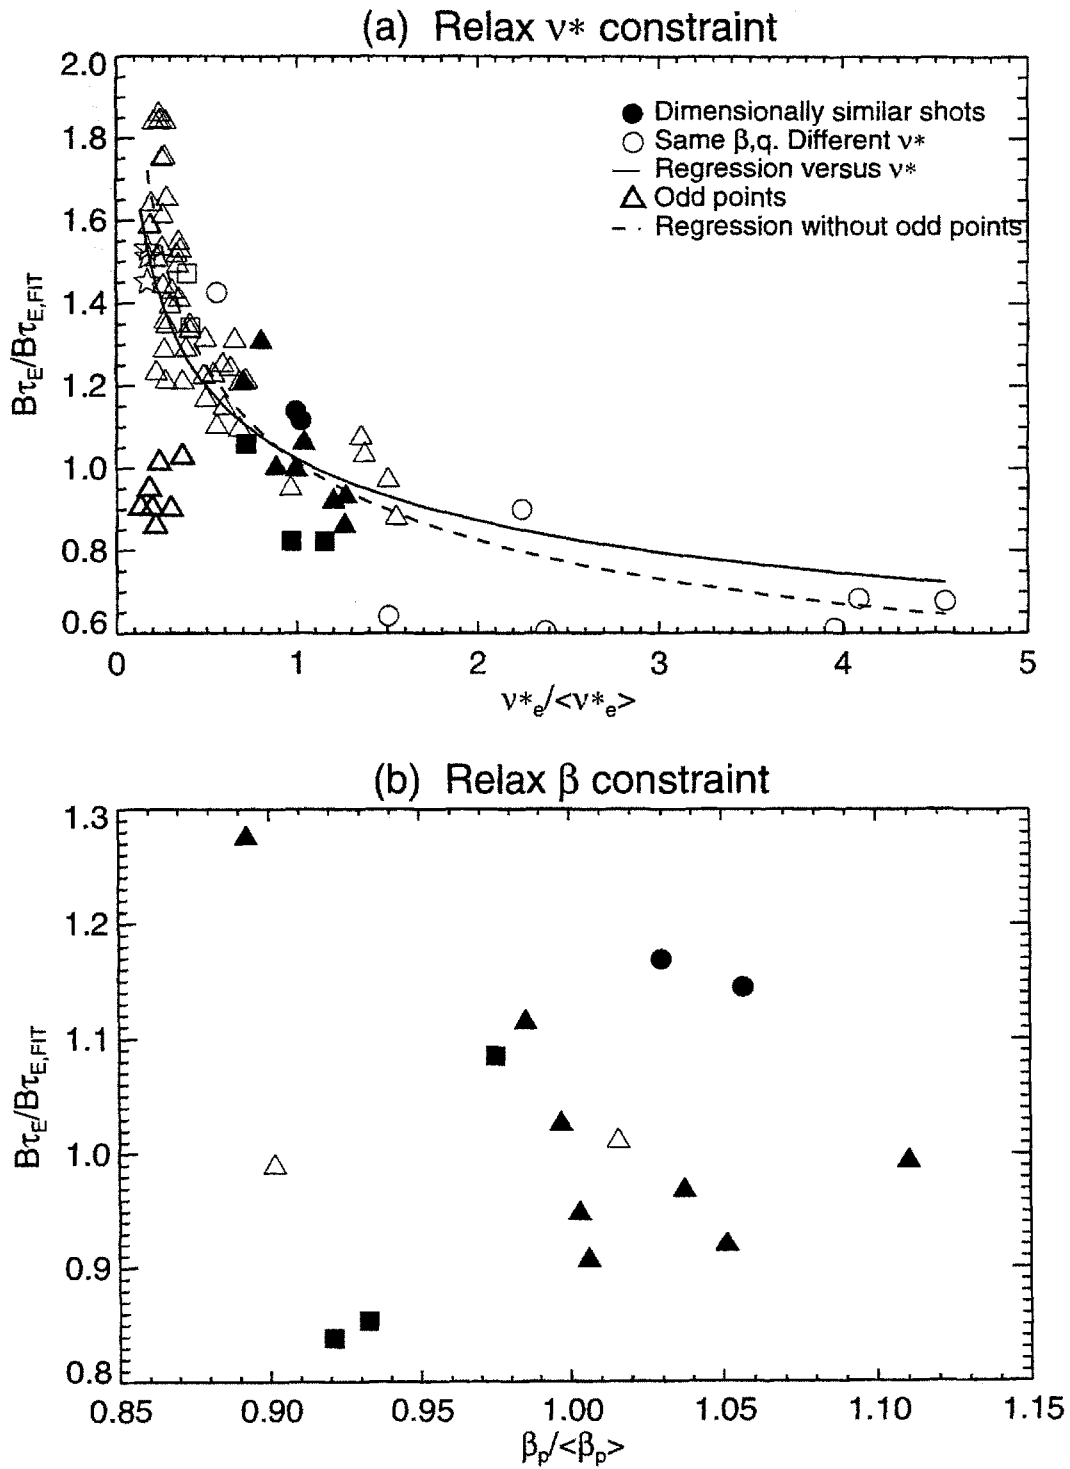 (a) Relax ν* constraint
2.0
1.8
1.6
1.4
1.2
1.0
0.8
0.6
Bτ_E/Bτ_E,FIT
Dimensionally similar shots
Same β,q. Different ν*
Regression versus ν*
Odd points
Regression without odd points
0 1 2 3 4 5
ν*_e/<ν*_e>
(b) Relax β constraint
1.3
1.2
1.1
1.0
0.9
0.8
Bτ_E/Bτ_E,FIT
0.85 0.90 0.95 1.00 1.05 1.10 1.15
β_p/<β_p>